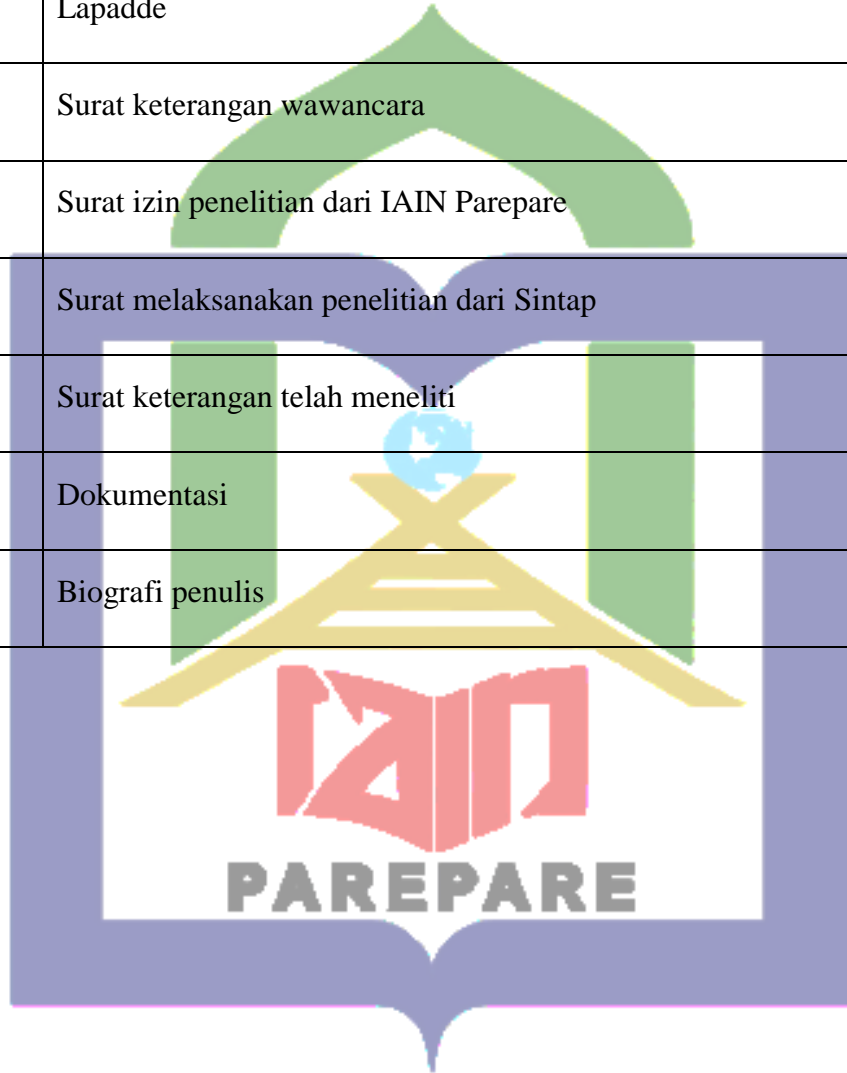 Lapadde
Surat keterangan wawancara
Surat izin penelitian dari IAIN Parepare
Surat melaksanakan penelitian dari Sintap
Surat keterangan telah meneliti
Dokumentasi
Biografi penulis
iain
PAREPARE